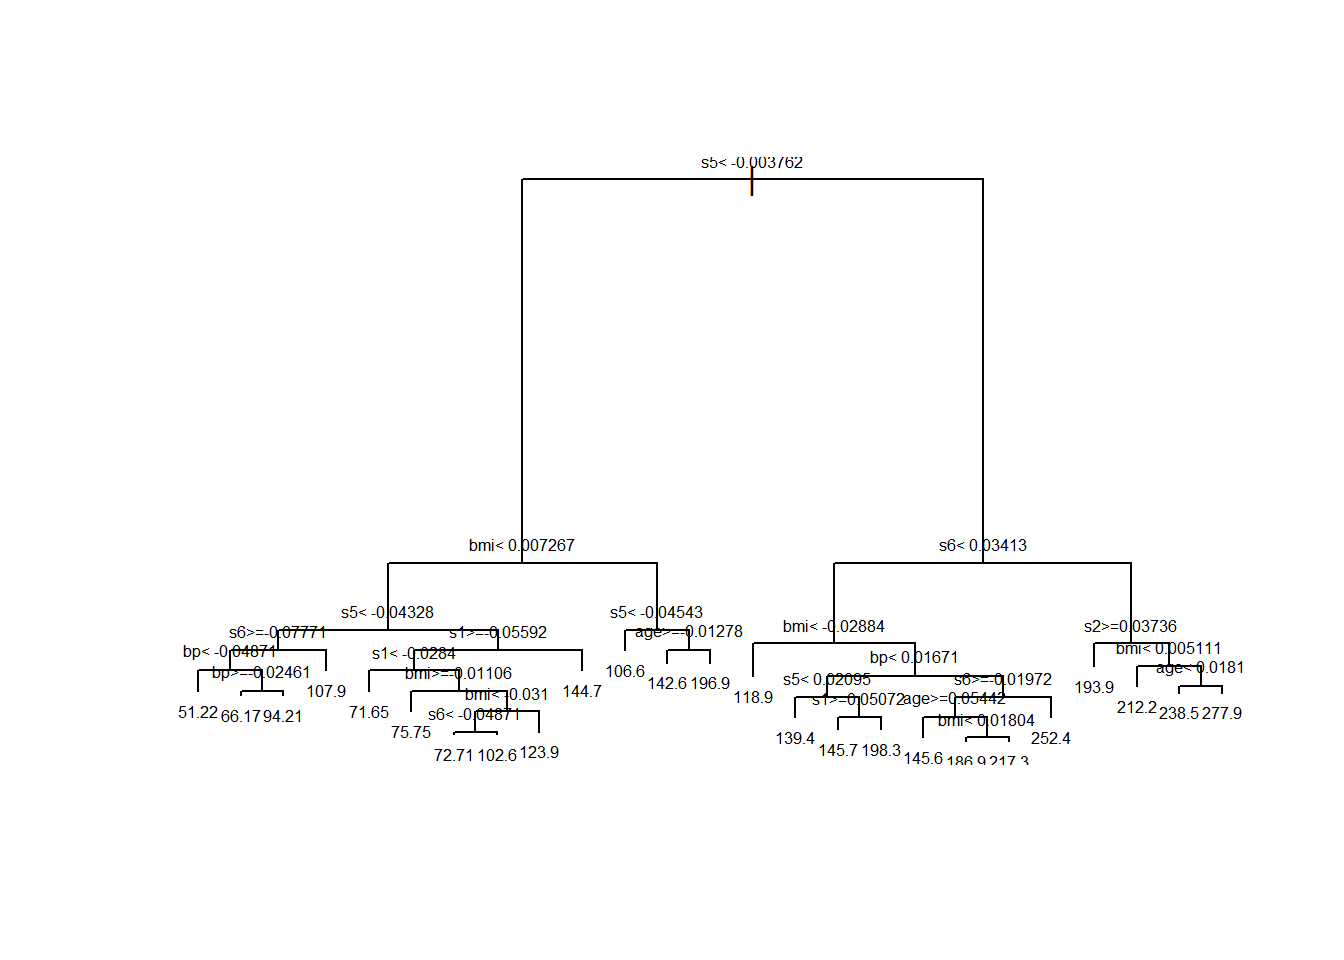 s5< -0.003762
bmi< 0.007267
s6< 0.03413
s5< -0.04328
s5< -0.04543
bmi< -0.02884
s2>=0.03736
s6>=-0.07771
s1>=-0.05592
age>=-0.01278
bp< 0.01671
bmi< 0.005111
bp< -0.04871
s1< -0.0284
s5< 0.02095
s6>=-0.01972
age< 0.0181
bp>=-0.02461
bmi>=-0.01106
s1>=0.05072
age>=0.05442
bmi< -0.031
s6< -0.04871
bmi< 0.01804
51.22
66.17
94.21
107.9
71.65
75.75
72.71
102.6
123.9
144.7
106.6
142.6
196.9
118.9
139.4
145.7
198.3
145.6
186.9
217.3
252.4
193.9
212.2
238.5
277.9